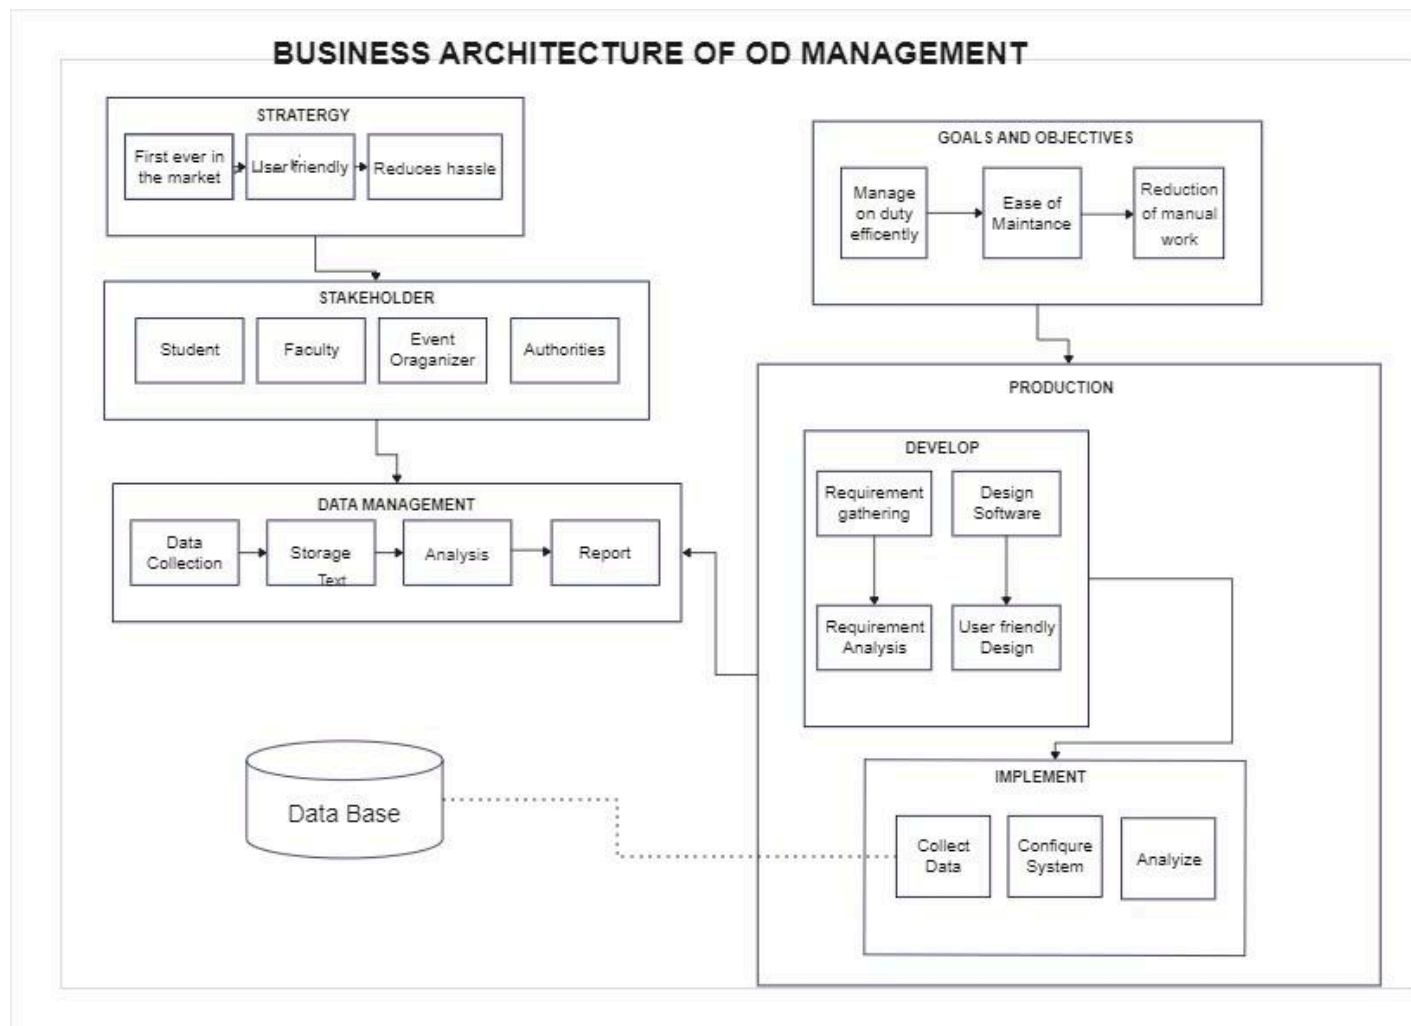 BUSINESS ARCHITECTURE OF OD MANAGEMENT
STRATERGY
First ever in
the market
User friendly
Reduces hassle
STAKEHOLDER
Student
Faculty
Event
Oraganizer
Authorities
DATA MANAGEMENT
Data
Collection
Storage
Text
Analysis
Report
Data Base
GOALS AND OBJECTIVES
Manage
on duty
efficently
Ease of
Maintance
Reduction
of manual
work
PRODUCTION
DEVELOP
Requirement
gathering
Design
Software
Requirement
Analysis
User friendly
Design
IMPLEMENT
Collect
Data
Configure
System
Analyize